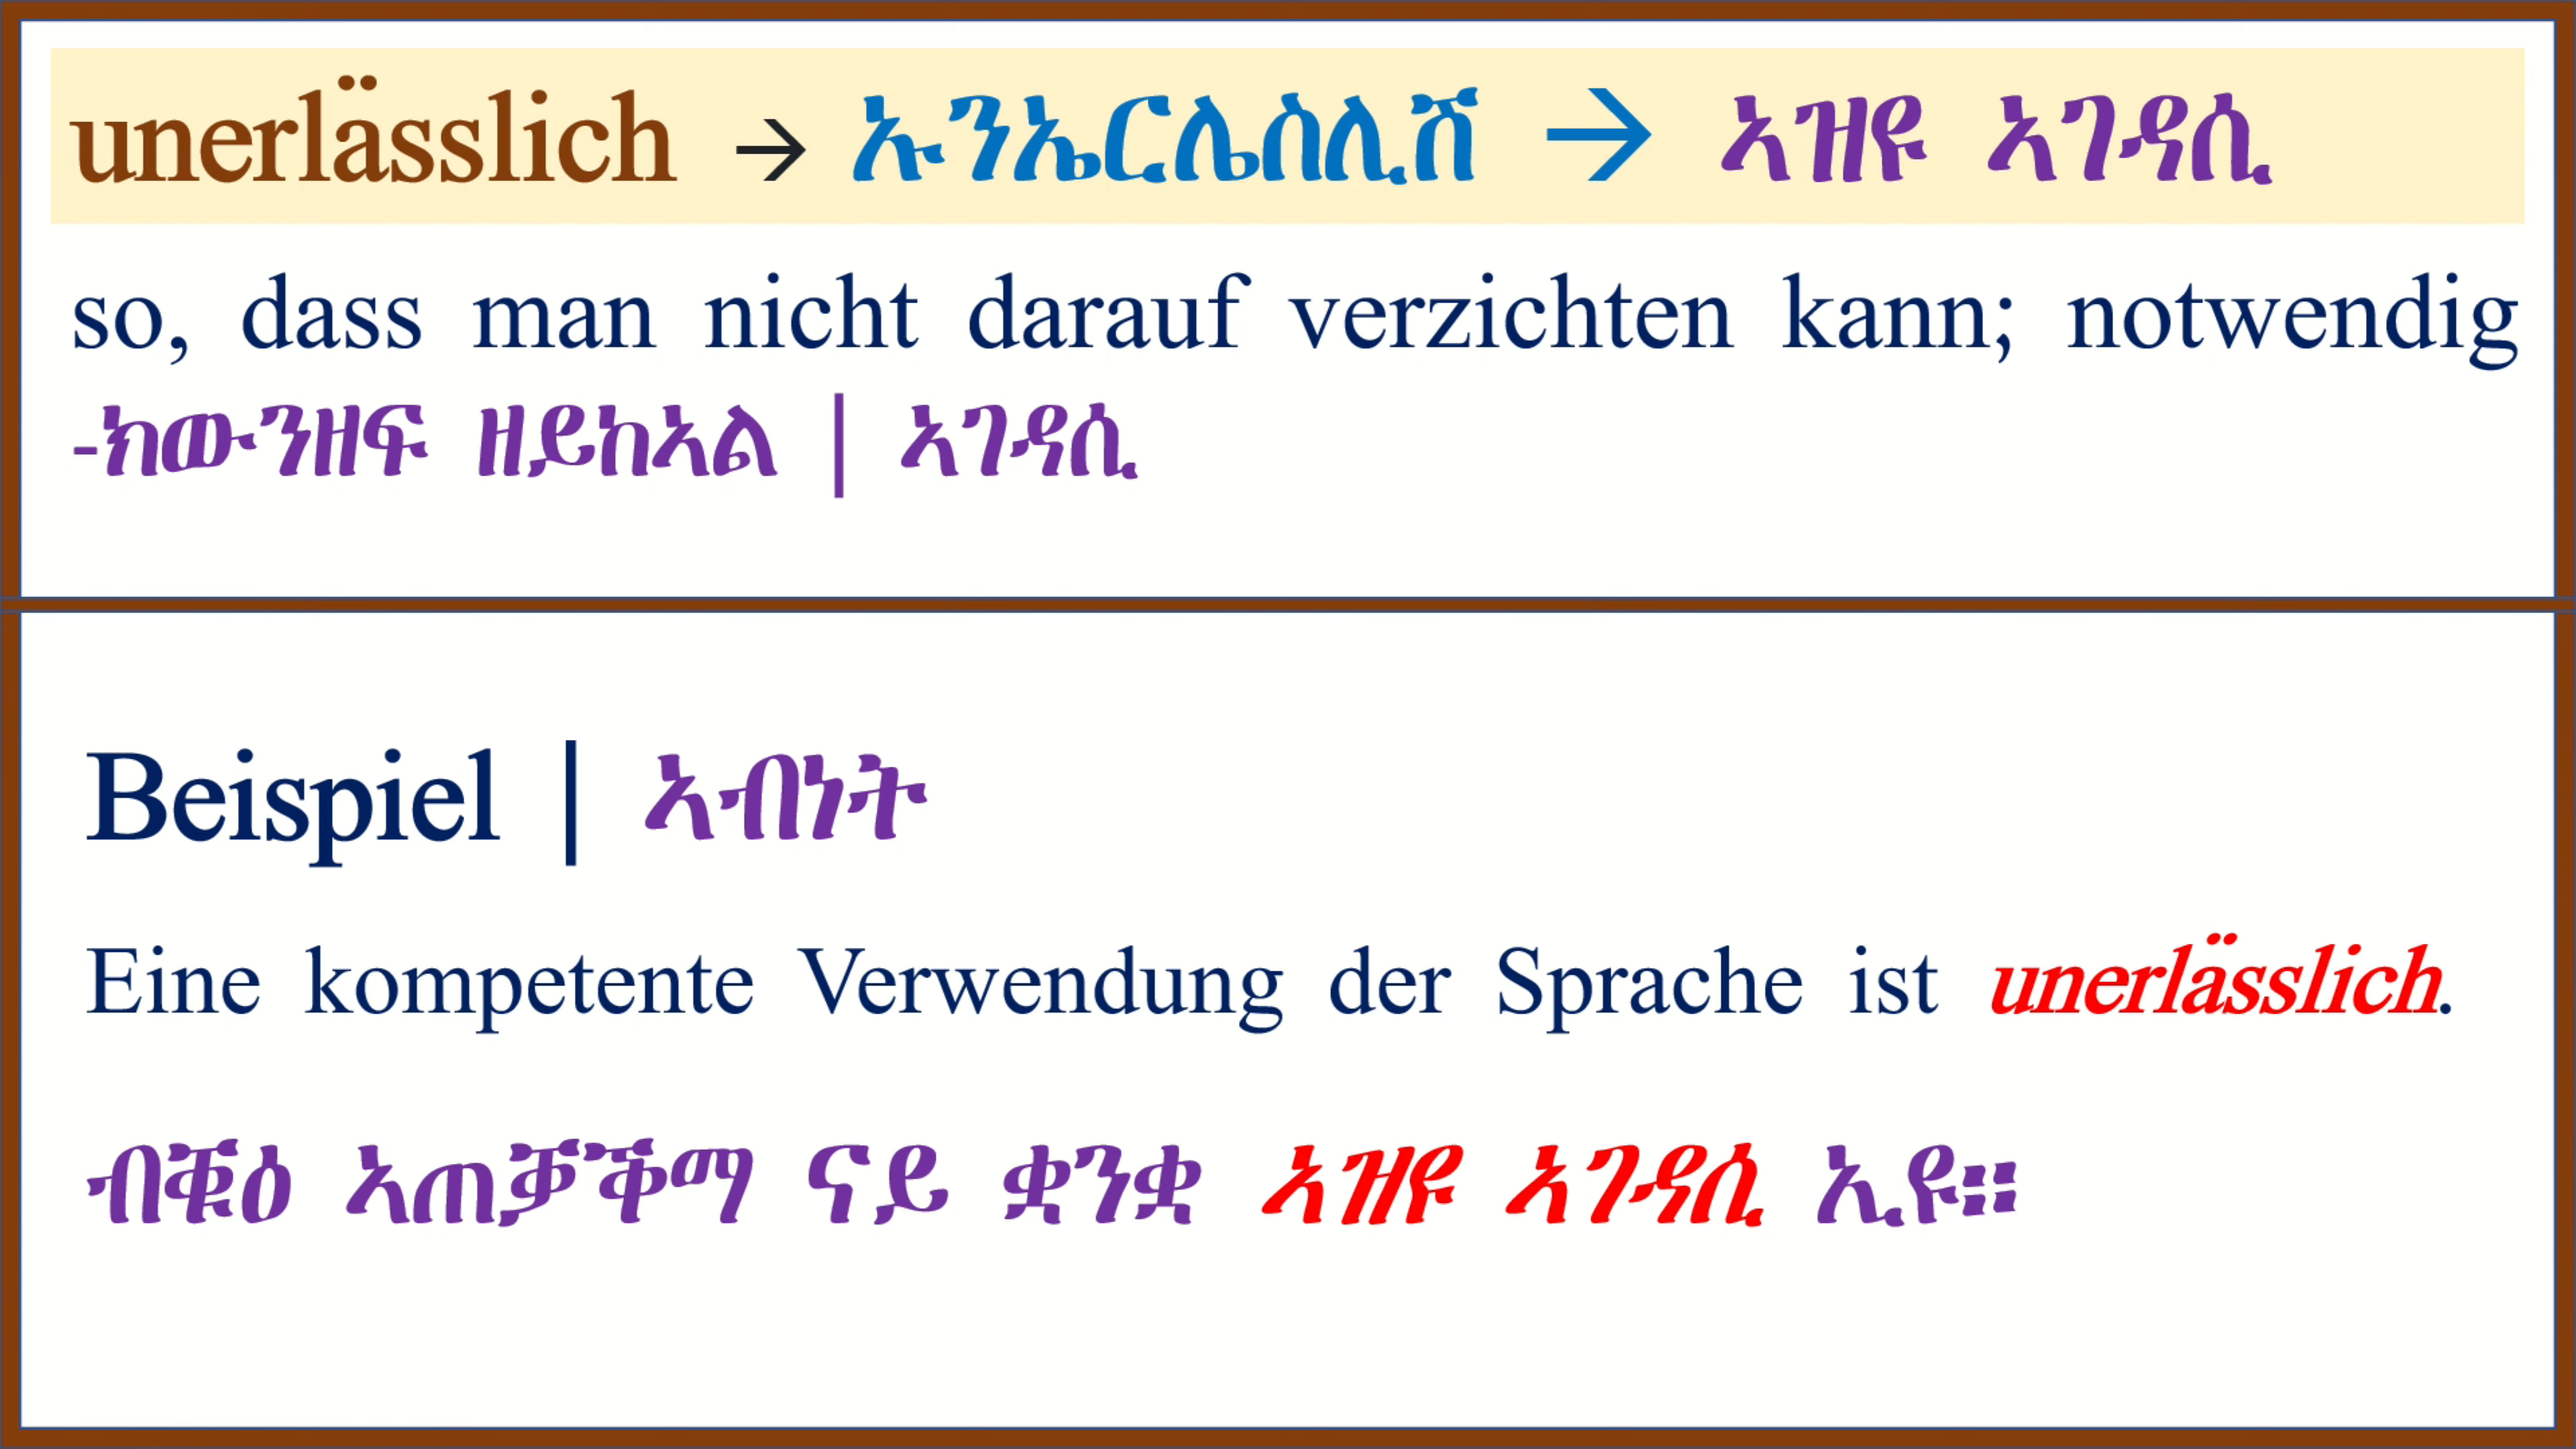 unerlässlich → ኡንኤርሌስሊሽ → ኣዝዩ ኣገዳሲ
so, dass man nicht darauf verzichten kann; notwendig
-ክውንዘፍ ዘይከኣል | ኣገዳሲ
Beispiel | ኣብነት
Eine kompetente Verwendung der Sprache ist unerlässlich.
ብቑዕ ኣጠቓቕማ ናይ ቋንቋ ኣዝዩ ኣገዳሲ ኢዩ።